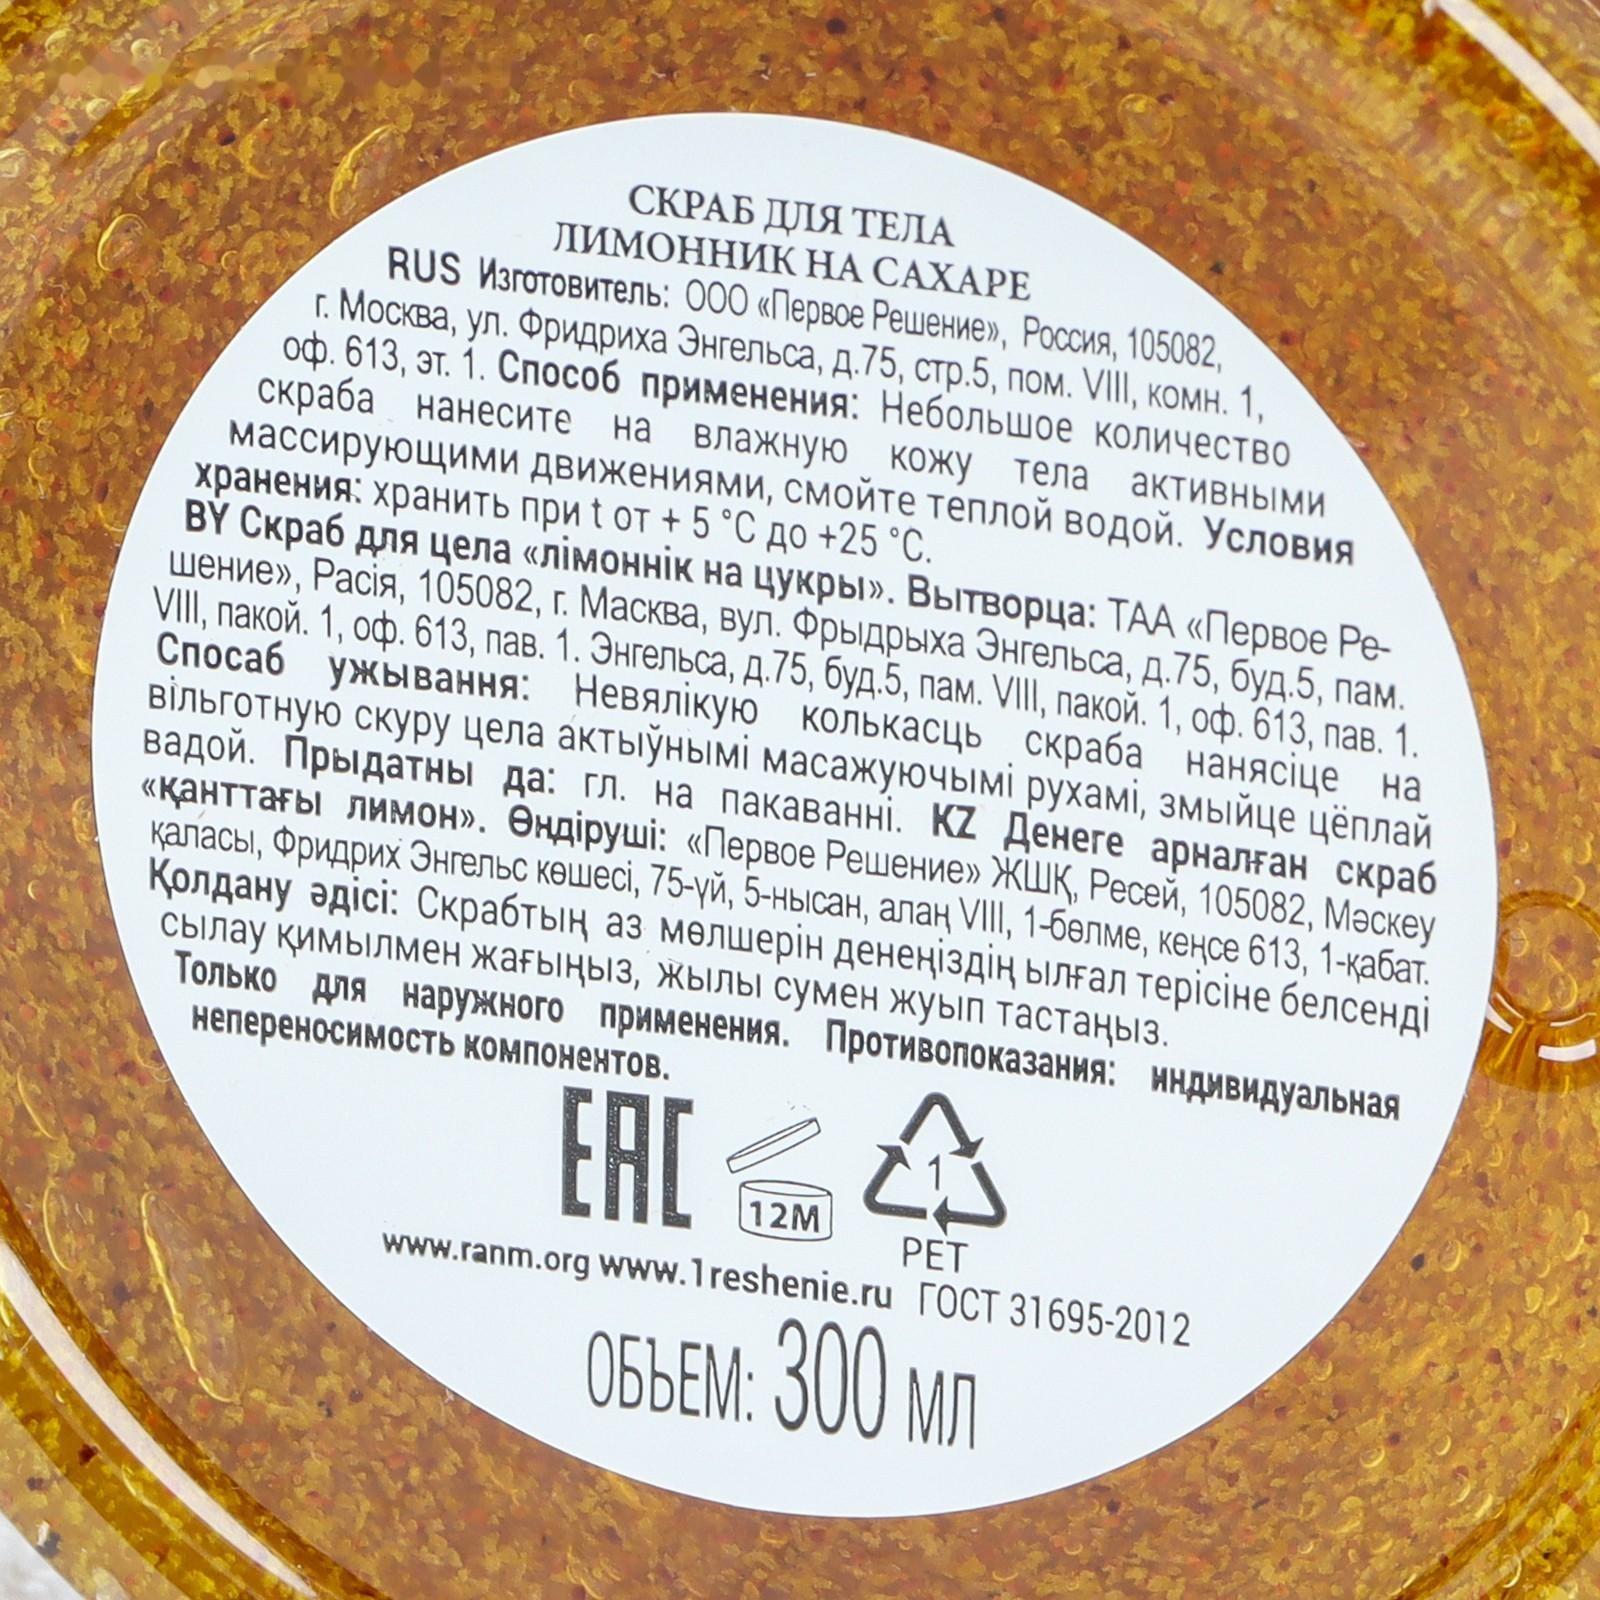 СКРАБ ДЛЯ ТЕЛА
ЛИМОННИК НА САХАРЕ
RUS Изготовитель: ООО «Первое Решение», Россия, 105082,
г. Москва, ул. Фридриха Энгельса, д.75, стр.5, пом. VIII, комн. 1,
оф. 613, эт. 1. Способ применения: Небольшое количество
скраба нанесите на влажную кожу тела активными
массирующими движениями, смойте теплой водой. Условия
хранения: хранить при t от + 5 °С до +25 °С.
BY Скраб для цела «лімоннік на цукры». Вытворца: ТАА «Первое Ре-
шение», Расія, 105082, г. Масква, вул. Фрыдрыха Энгельса, д.75, буд.5, пам.
VIII, пакой. 1, оф. 613, пав. 1. Энгельса, д.75, буд.5, пам. VIII, пакой. 1, оф. 613, пав. 1.
Спосаб ужывання: Невялікую колькасць скраба нанясіце на
вільготную скуру цела актыўнымі масажуючымі рухамі, змыйце цёплай
вадой. Прыдатны да: гл. на пакаванні. KZ Денеге арналған скраб
«қанттағы лимон». Өндіруші: «Первое Решение» ЖШҚ, Ресей, 105082, Мәскеу
қаласы, Фридрих Энгельс көшесі, 75-үй, 5-нысан, алаң VIII, 1-бөлме, кеңсе 613, 1-қабат.
Қолдану әдісі: Скрабтың аз мөлшерін денеңіздің ылғал терісіне белсенді
сылау қимылмен жағыңыз, жылы сумен жуып тастаңыз.
Только для наружного применения. Противопоказания: индивидуальная
непереносимость компонентов.
ЕАС
12М
1
PET
www.ranm.org www.1reshenie.ru ГОСТ 31695-2012
ОБЪЕМ: 300 МЛ